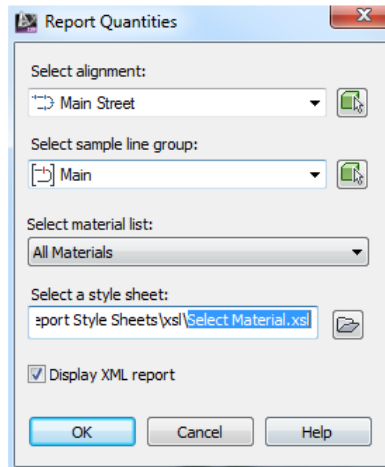 Report Quantities
Select alignment:
Main Street
Select sample line group:
Main
Select material list:
All Materials
Select a style sheet:
eport Style Sheets\xsl\Select Material.xsl
Display XML report
OK Cancel Help